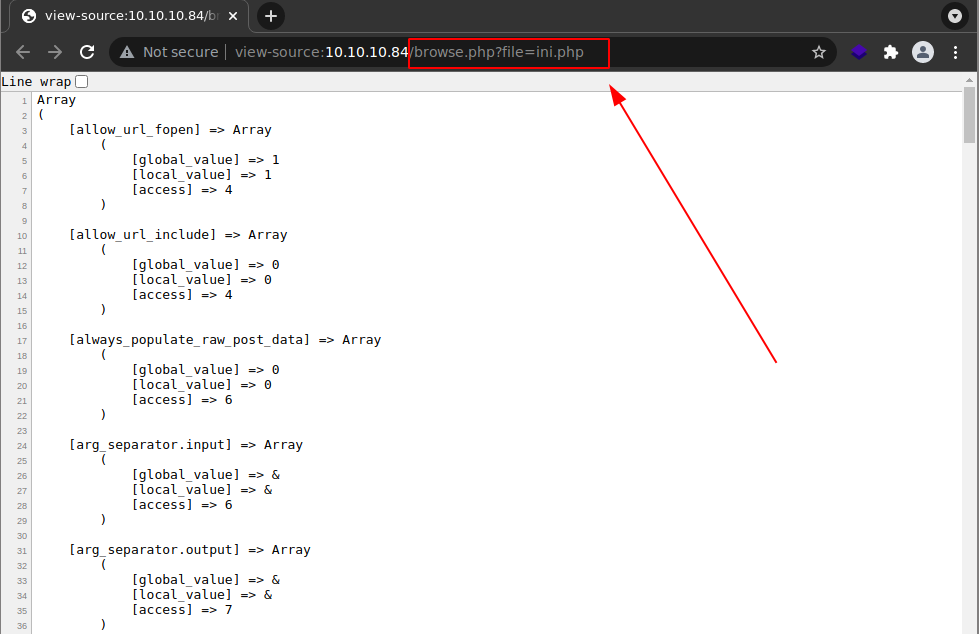 view-source:10.10.10.84/br
Not secure | view-source:10.10.10.84/browse.php?file=ini.php
Line wrap
1 Array
2 (
3     [allow_url_fopen] => Array
4         (
5             [global_value] => 1
6             [local_value] => 1
7             [access] => 4
8         )
9
10     [allow_url_include] => Array
11         (
12             [global_value] => 0
13             [local_value] => 0
14             [access] => 4
15         )
16
17     [always_populate_raw_post_data] => Array
18         (
19             [global_value] => 0
20             [local_value] => 0
21             [access] => 6
22         )
23
24     [arg_separator.input] => Array
25         (
26             [global_value] => &
27             [local_value] => &
28             [access] => 6
29         )
30
31     [arg_separator.output] => Array
32         (
33             [global_value] => &
34             [local_value] => &
35             [access] => 7
36         )